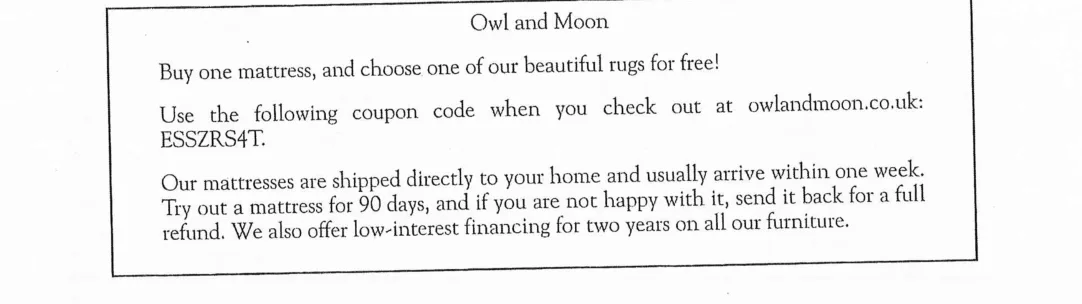 Owl and Moon
Buy one mattress, and choose one of our beautiful rugs for free!
Use the following coupon code when you check out at owlandmoon.co.uk:
ESSZRS4T.
Our mattresses are shipped directly to your home and usually arrive within one week.
Try out a mattress for 90 days, and if you are not happy with it, send it back for a full
refund. We also offer low-interest financing for two years on all our furniture.